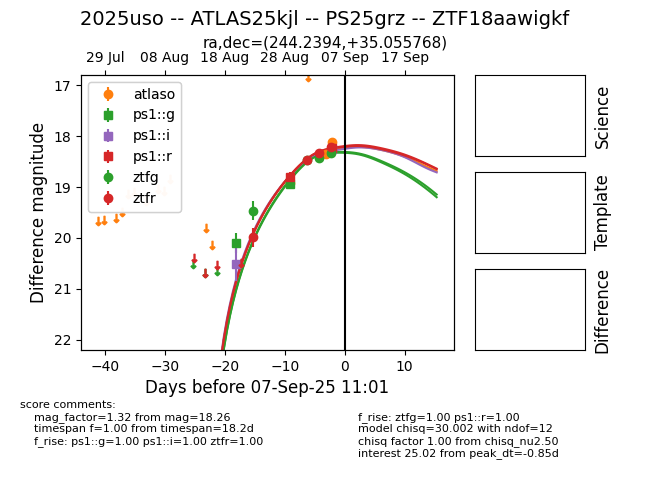 2025uso -- ATLAS25kjl -- PS25grz -- ZTF18aawigkf
ra,dec=(244.2394,+35.055768)
29 Jul 08 Aug 18 Aug 28 Aug 07 Sep 17 Sep
17
18
19
20
21
22
Difference magnitude
atlaso
ps1::g
ps1::i
ps1::r
ztfg
ztfr
−40 −30 −20 −10 0 10
Days before 07-Sep-25 11:01
Science
Template
Difference
score comments:
mag_factor=1.32 from mag=18.26
timespan f=1.00 from timespan=18.2d
f_rise: ps1::g=1.00 ps1::i=1.00 ztfr=1.00
f_rise: ztfg=1.00 ps1::r=1.00
model chisq=30.002 with ndof=12
chisq factor 1.00 from chisq_nu2.50
interest 25.02 from peak_dt=-0.85d